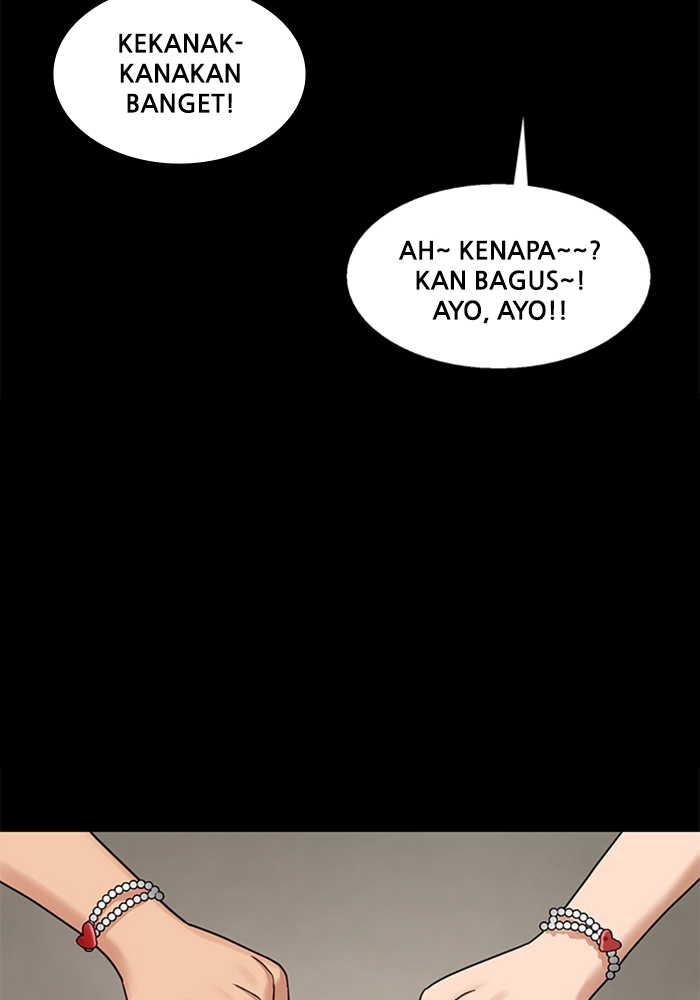 KEKANAK-
KANAKAN
BANGET!
AH~ KENAPA~~?
KAN BAGUS~!
AYO, AYO!!